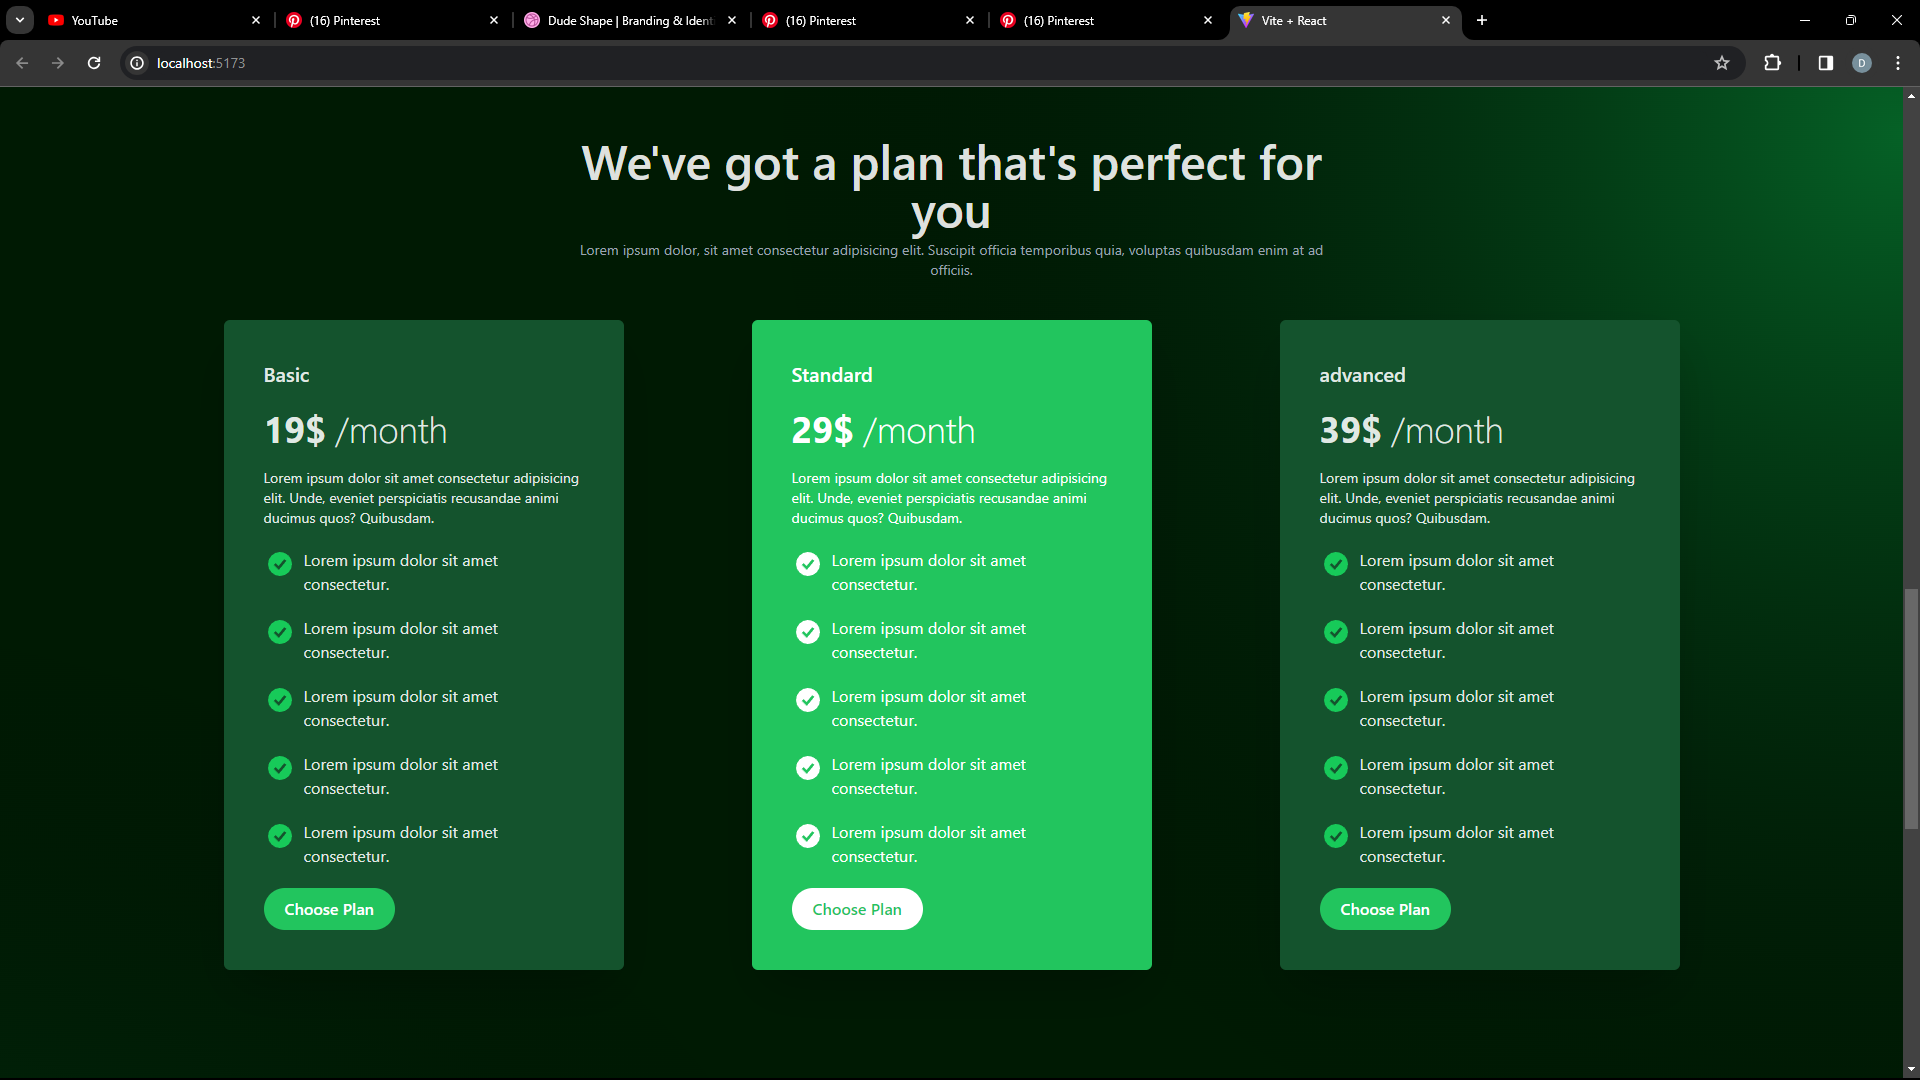 YouTube
(16) Pinterest
Dude Shape | Branding & Identi
(16) Pinterest
(16) Pinterest
Vite + React
localhost:5173
D
We've got a plan that's perfect for
you
Lorem ipsum dolor, sit amet consectetur adipisicing elit. Suscipit officia temporibus quia, voluptas quibusdam enim at ad
officiis.
Basic
19$ /month
Lorem ipsum dolor sit amet consectetur adipisicing
elit. Unde, eveniet perspiciatis recusandae animi
ducimus quos? Quibusdam.
Lorem ipsum dolor sit amet
consectetur.
Lorem ipsum dolor sit amet
consectetur.
Lorem ipsum dolor sit amet
consectetur.
Lorem ipsum dolor sit amet
consectetur.
Lorem ipsum dolor sit amet
consectetur.
Choose Plan
Standard
29$ /month
Lorem ipsum dolor sit amet consectetur adipisicing
elit. Unde, eveniet perspiciatis recusandae animi
ducimus quos? Quibusdam.
Lorem ipsum dolor sit amet
consectetur.
Lorem ipsum dolor sit amet
consectetur.
Lorem ipsum dolor sit amet
consectetur.
Lorem ipsum dolor sit amet
consectetur.
Lorem ipsum dolor sit amet
consectetur.
Choose Plan
advanced
39$ /month
Lorem ipsum dolor sit amet consectetur adipisicing
elit. Unde, eveniet perspiciatis recusandae animi
ducimus quos? Quibusdam.
Lorem ipsum dolor sit amet
consectetur.
Lorem ipsum dolor sit amet
consectetur.
Lorem ipsum dolor sit amet
consectetur.
Lorem ipsum dolor sit amet
consectetur.
Lorem ipsum dolor sit amet
consectetur.
Choose Plan